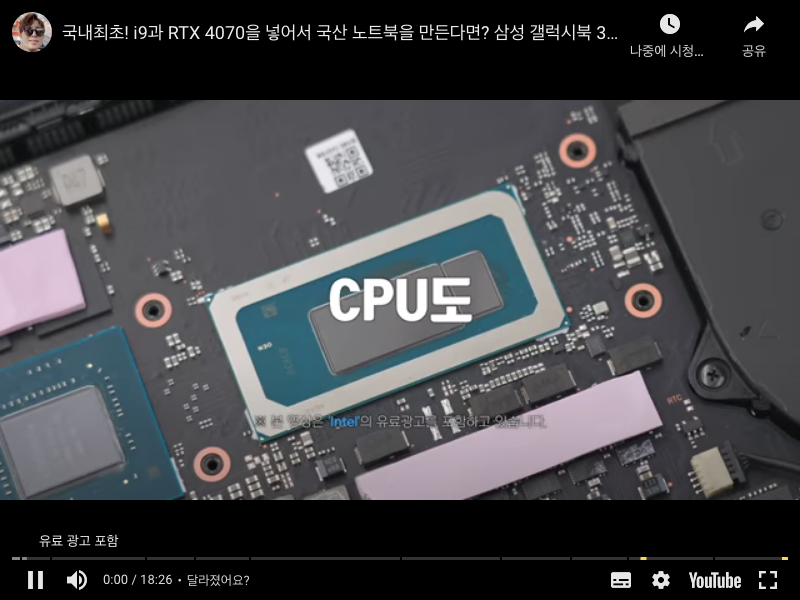 국내최초! i9과 RTX 4070을 넣어서 국산 노트북을 만든다면? 삼성 갤럭시북 3...
나중에 시청...
공유
CPU도
※ 본 영상은 'Intel'의 유료광고를 포함하고 있습니다.
RTC
유료 광고 포함
0:00 / 18:26 • 달라졌어요?
YouTube